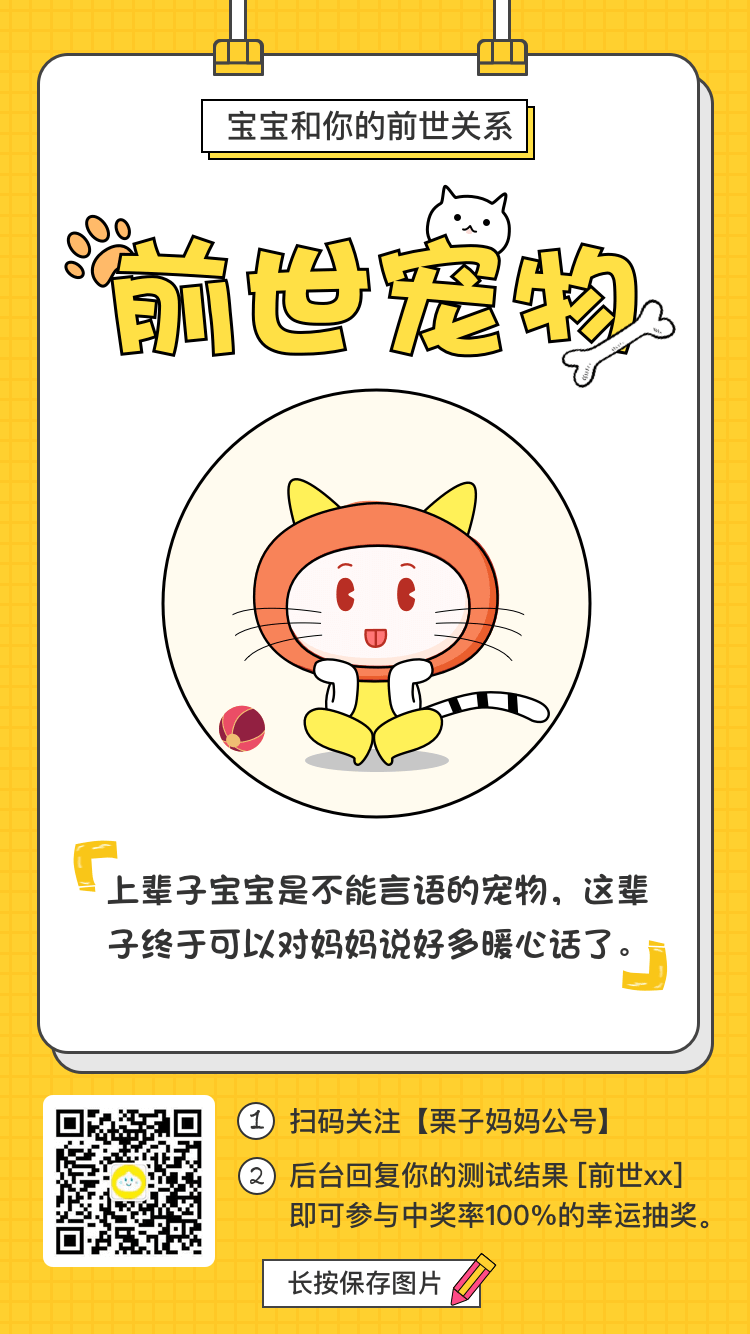 宝宝和你的前世关系
前世宠物
上辈子宝宝是不能言语的宠物，这辈
子终于可以对妈妈说好多暖心话了。
1 扫码关注【栗子妈妈公号】
2 后台回复你的测试结果［前世xx］
即可参与中奖率100%的幸运抽奖。
长按保存图片